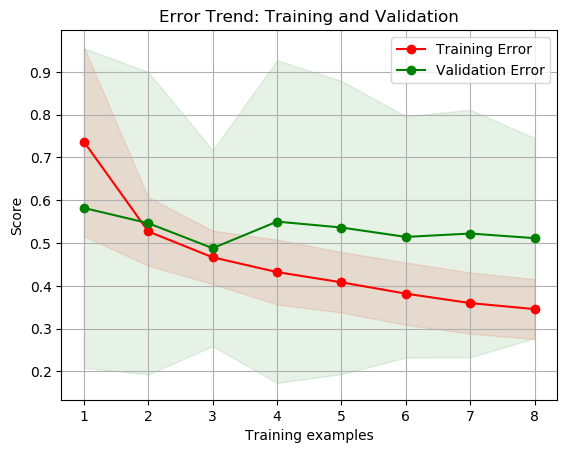 Error Trend: Training and Validation
Training Error
Validation Error
Score
0.9
0.8
0.7
0.6
0.5
0.4
0.3
0.2
1 2 3 4 5 6 7 8
Training examples